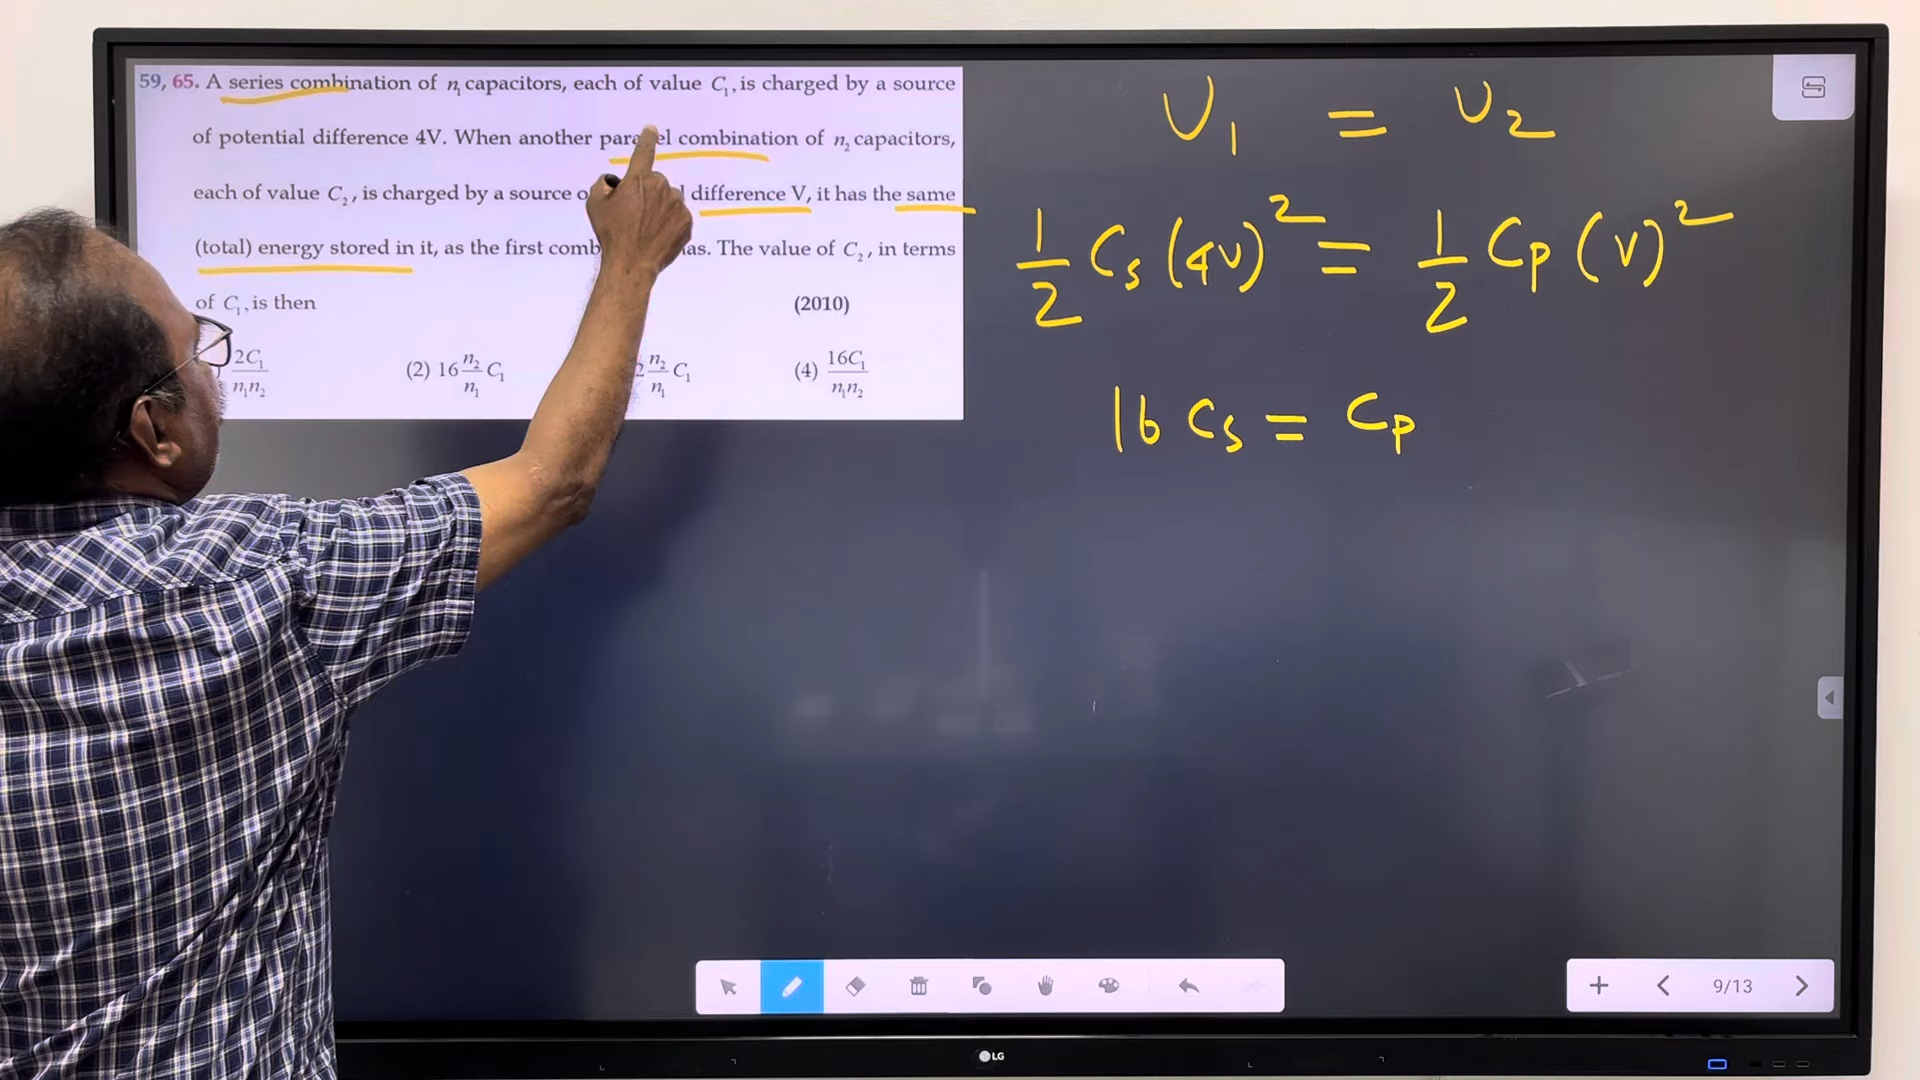 59, 65. A series combination of n₁ capacitors, each of value C₁, is charged by a source
of potential difference 4V. When another combination of n₂ capacitors,
each of value C₂, is charged by a source difference V, it has the same
(total) energy stored in it, as the first The value of C₂, in terms
of C₁, is then (2010)
2C₁/n₁n₂ (2) 16 n₂/n₁ C₁ n₂/n₁ C₁ (4) 16C₁/n₁n₂
U₁ = U₂
1/2 Cs (4V)² = 1/2 Cp (V)²
16 Cs = Cp
9/13
LG